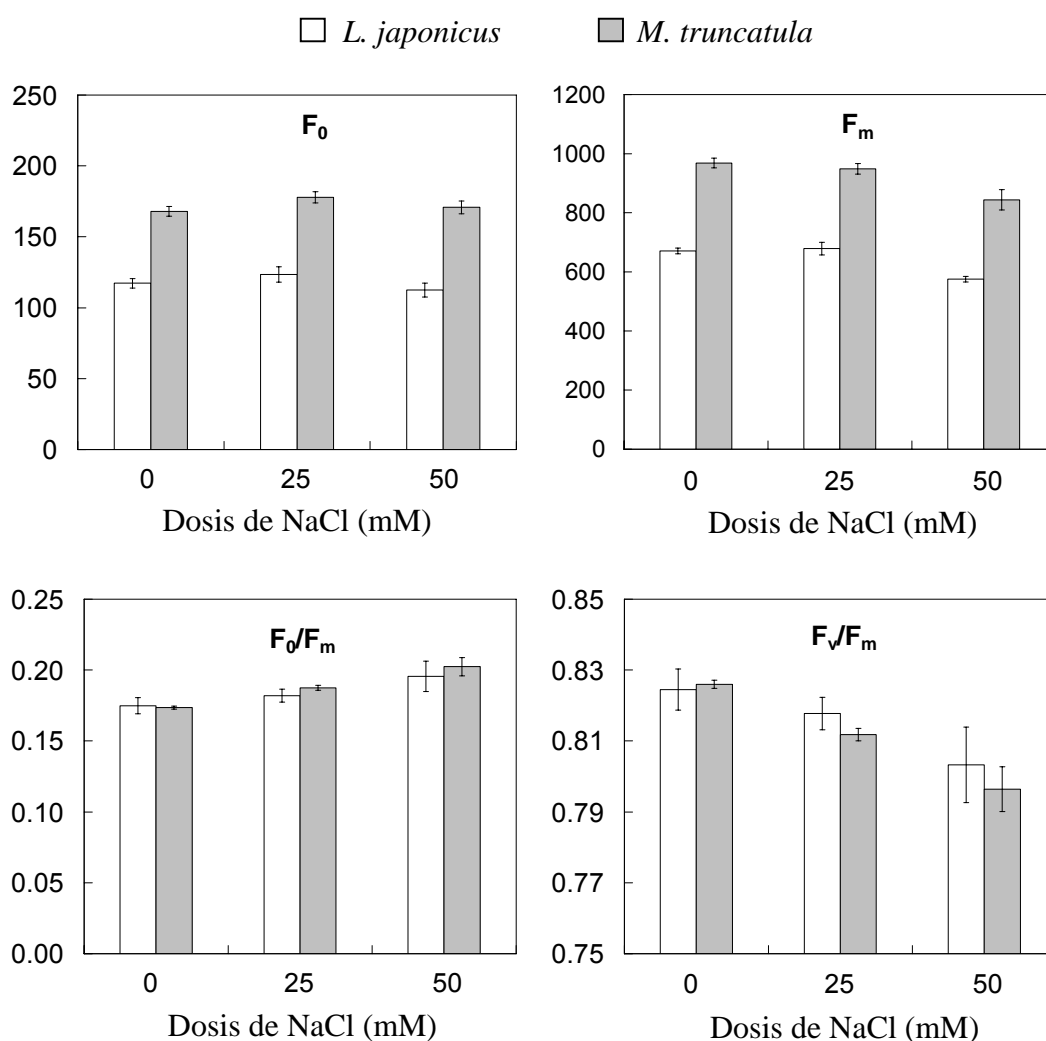 L. japonicus M. truncatula
F₀
250
200
150
100
50
0
0 25 50
Dosis de NaCl (mM)
Fₘ
1200
1000
800
600
400
200
0
0 25 50
Dosis de NaCl (mM)
F₀/Fₘ
0.25
0.20
0.15
0.10
0.05
0.00
0 25 50
Dosis de NaCl (mM)
Fᵥ/Fₘ
0.85
0.83
0.81
0.79
0.77
0.75
0 25 50
Dosis de NaCl (mM)